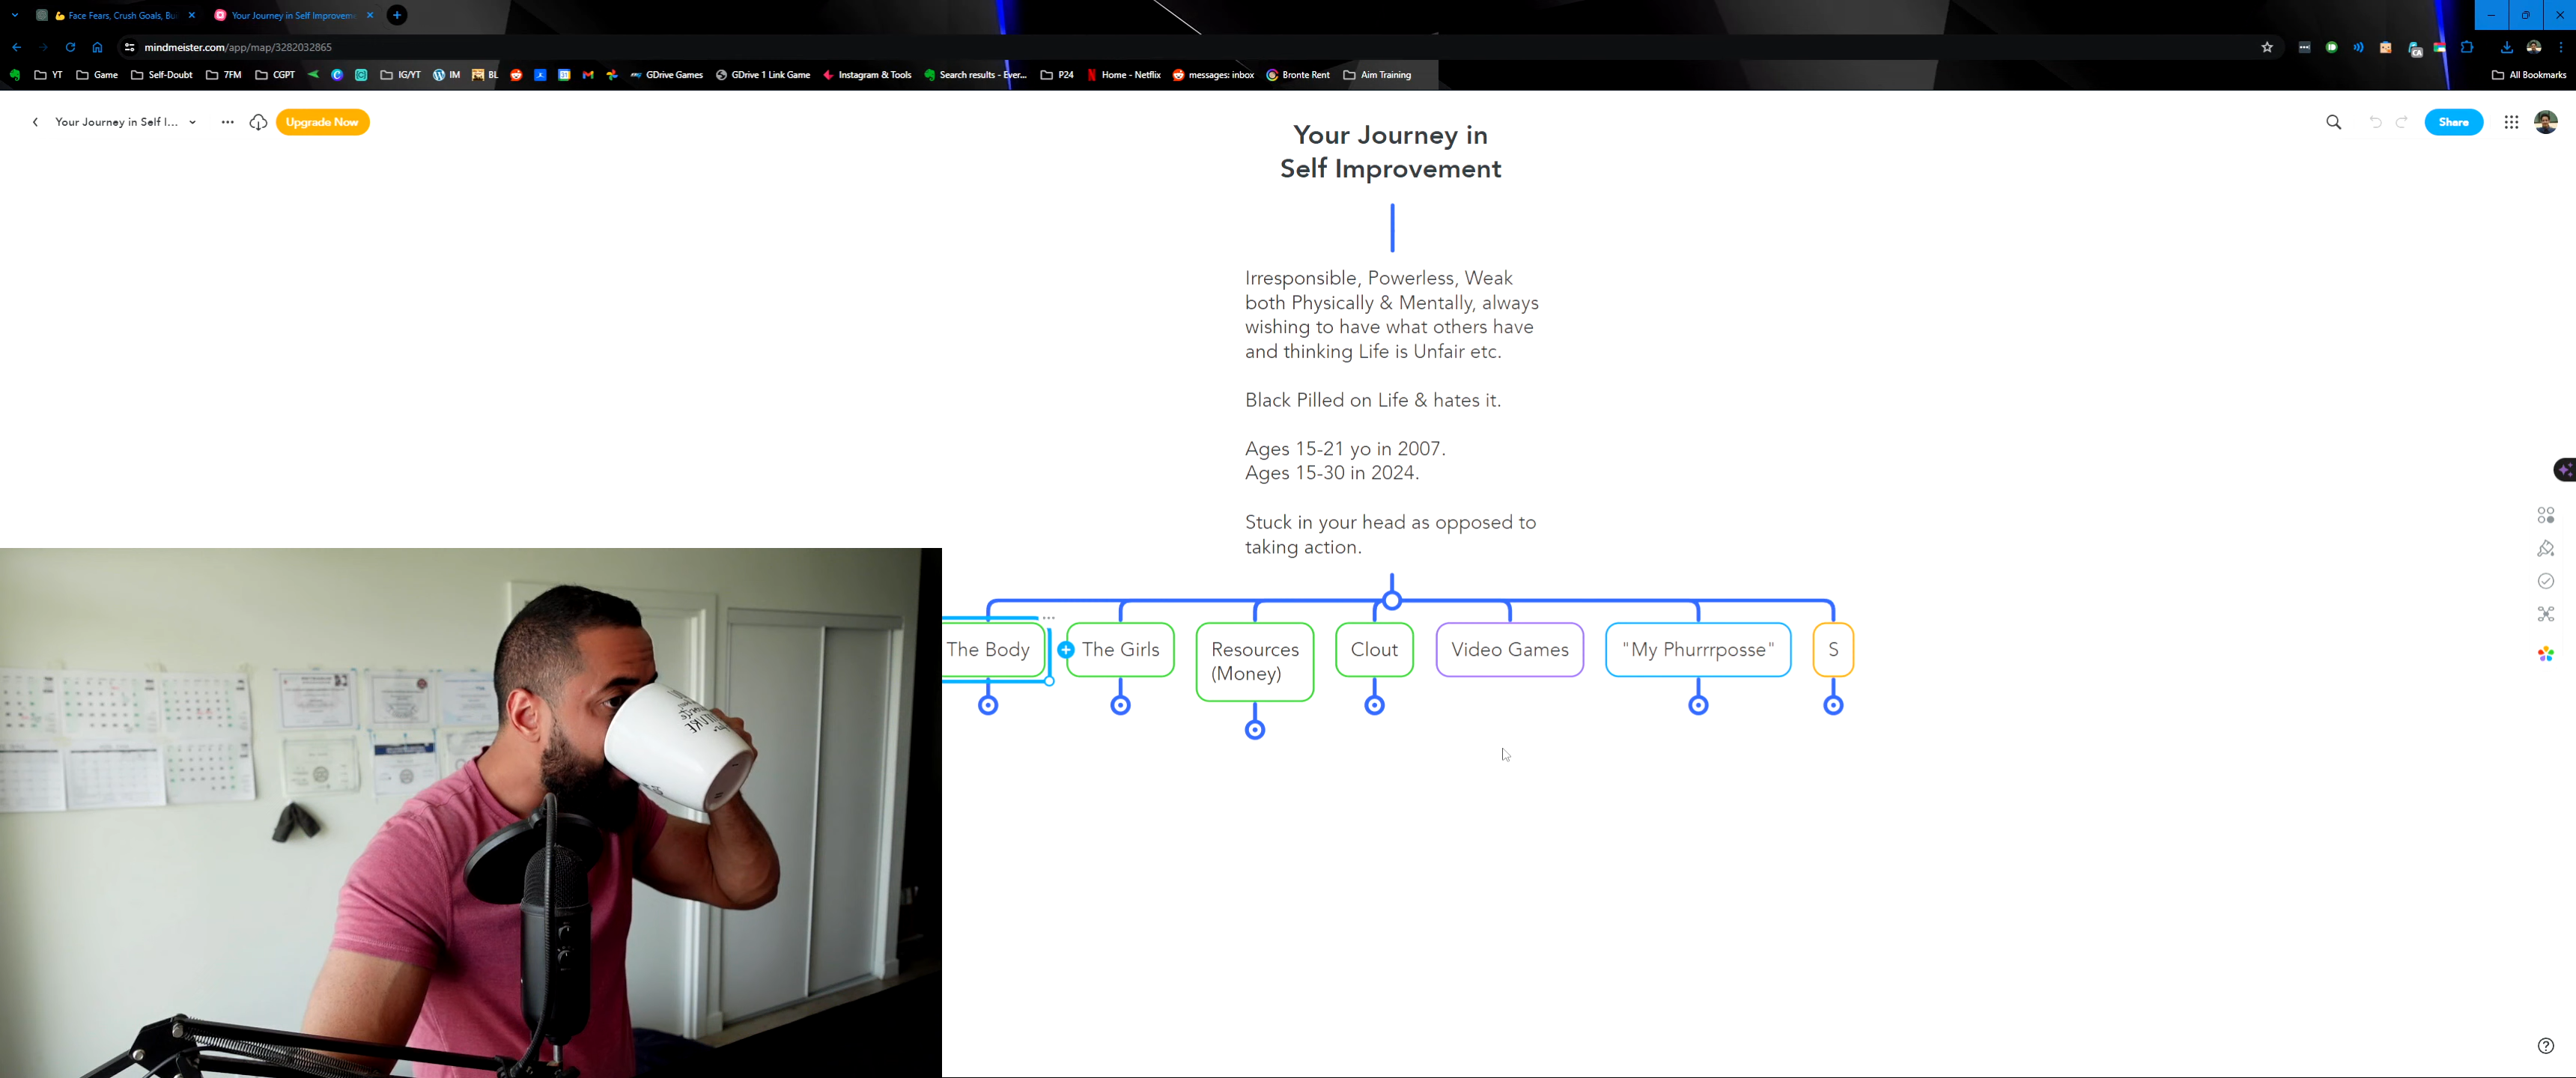 💪 Face Fears, Crush Goals, Bu
Your Journey in Self Improveme
mindmeister.com/app/map/3282032865
YT
Game
Self-Doubt
7FM
CGPT
IG/YT
IM
BL
GDrive Games
GDrive 1 Link Game
Instagram & Tools
Search results - Ever...
P24
Home - Netflix
messages: inbox
Bronte Rent
Aim Training
All Bookmarks
Your Journey in Self I...
Upgrade Now
Share
Your Journey in
Self Improvement
Irresponsible, Powerless, Weak
both Physically & Mentally, always
wishing to have what others have
and thinking Life is Unfair etc.
Black Pilled on Life & hates it.
Ages 15-21 yo in 2007.
Ages 15-30 in 2024.
Stuck in your head as opposed to
taking action.
The Body
The Girls
Resources
(Money)
Clout
Video Games
"My Phurrrposse"
S